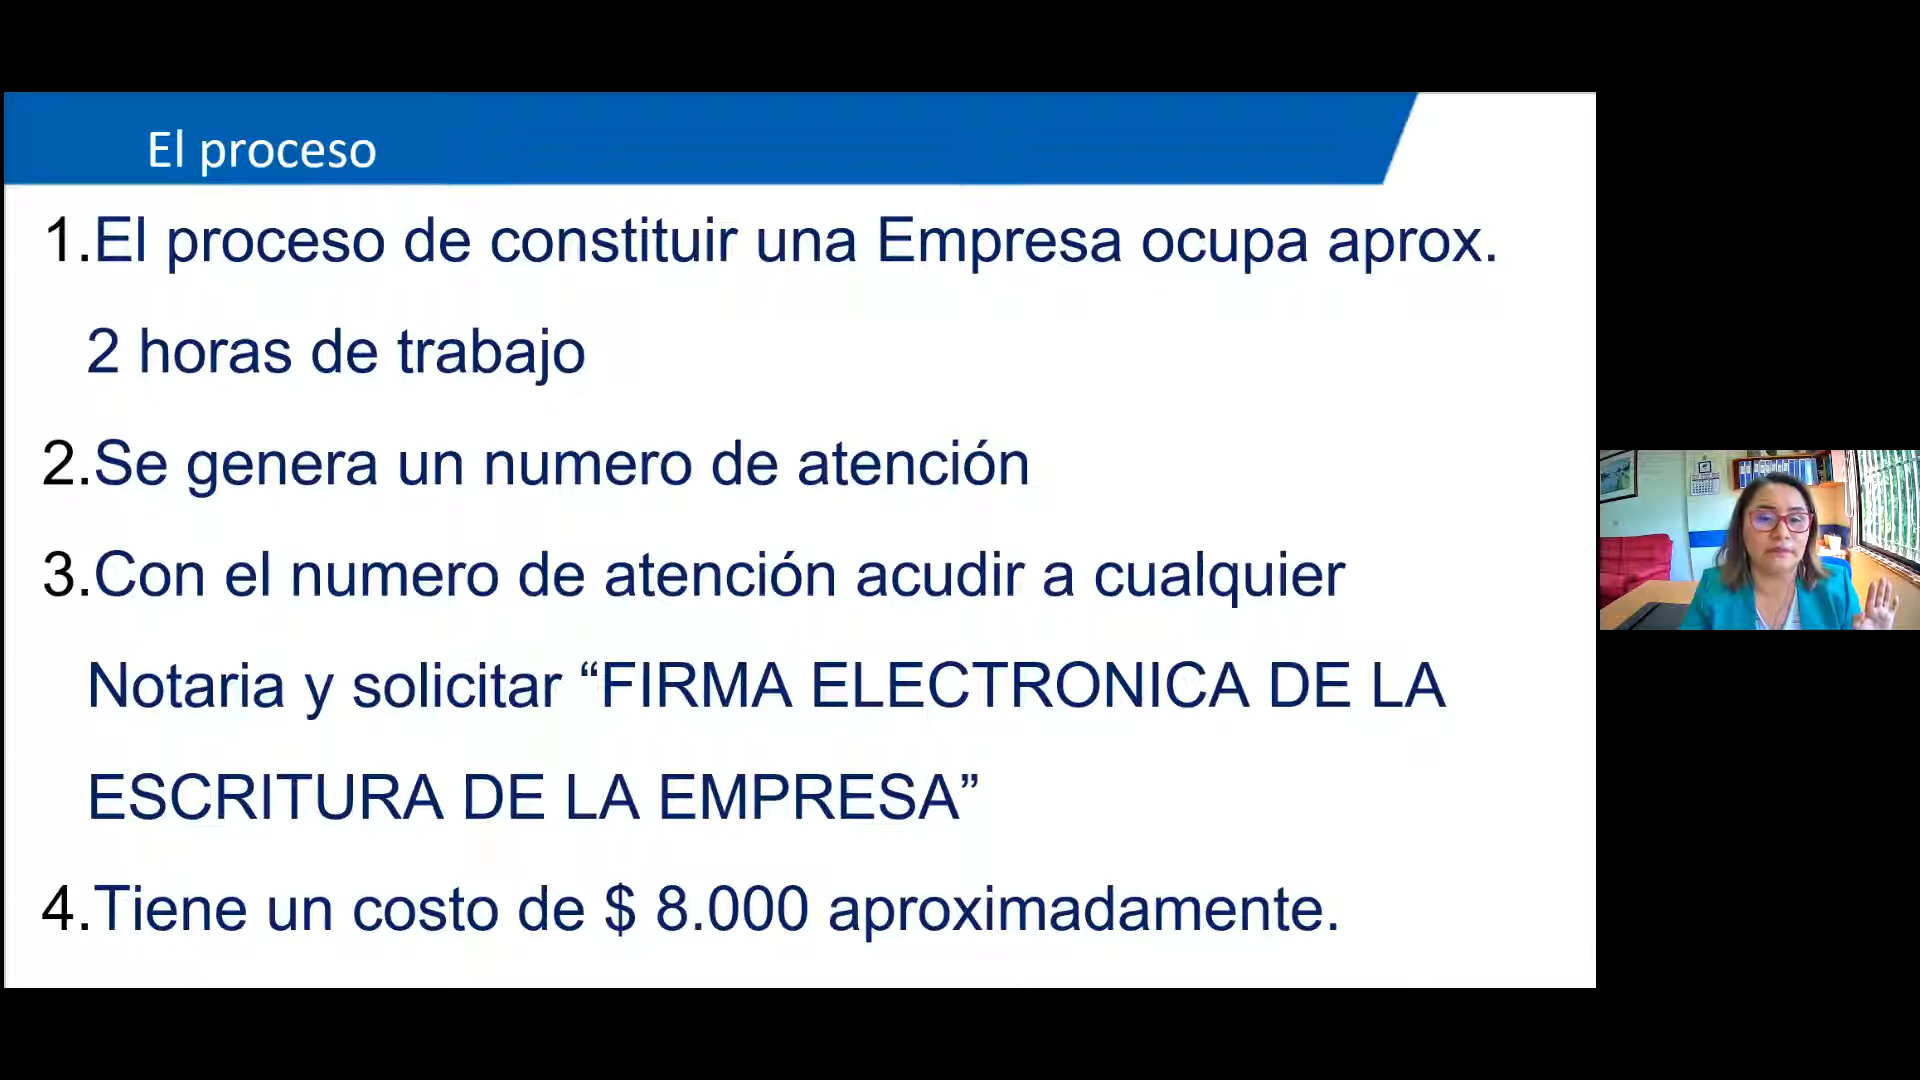 El proceso
1.El proceso de constituir una Empresa ocupa aprox.
2 horas de trabajo
2.Se genera un numero de atención
3.Con el numero de atención acudir a cualquier
Notaria y solicitar “FIRMA ELECTRONICA DE LA
ESCRITURA DE LA EMPRESA”
4.Tiene un costo de $ 8.000 aproximadamente.